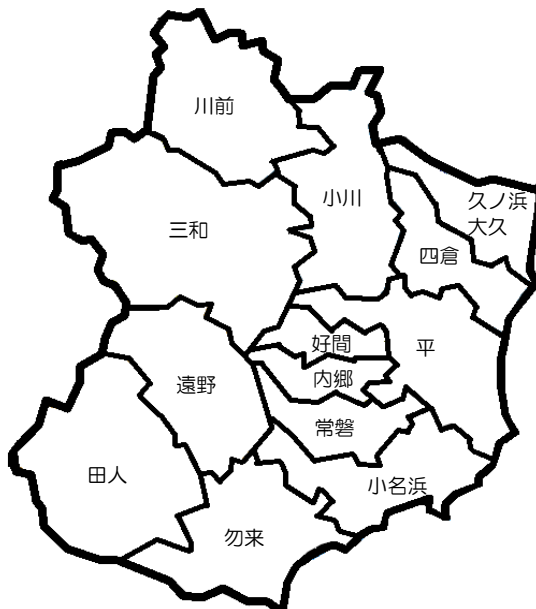 川前
小川
久ノ浜
大久
三和
四倉
好間
平
内郷
遠野
常磐
田人
小名浜
勿来